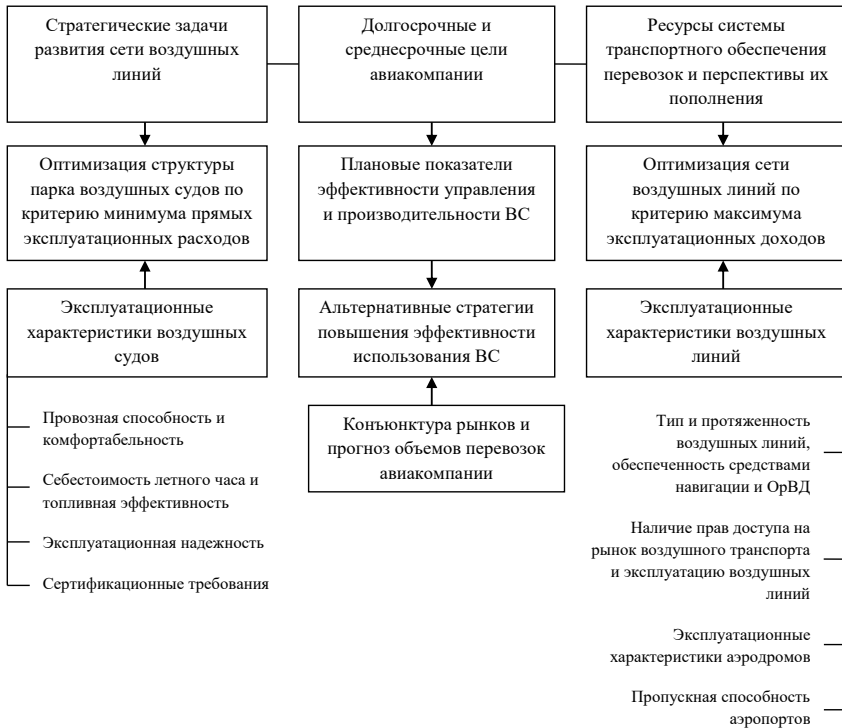 Стратегические задачи
развития сети воздушных
линий
Долгосрочные и
среднесрочные цели
авиакомпании
Ресурсы системы
транспортного обеспечения
перевозок и перспективы их
пополнения
Оптимизация структуры
парка воздушных судов по
критерию минимума прямых
эксплуатационных расходов
Плановые показатели
эффективности управления
и производительности ВС
Оптимизация сети
воздушных линий по
критерию максимума
эксплуатационных доходов
Эксплуатационные
характеристики воздушных
судов
Альтернативные стратегии
повышения эффективности
использования ВС
Эксплуатационные
характеристики воздушных
линий
Провозная способность и
комфортабельность
Себестоимость летного часа и
топливная эффективность
Эксплуатационная надежность
Сертификационные требования
Конъюнктура рынков и
прогноз объемов перевозок
авиакомпании
Тип и протяженность
воздушных линий,
обеспеченность средствами
навигации и ОрВД
Наличие прав доступа на
рынок воздушного транспорта
и эксплуатацию воздушных
линий
Эксплуатационные
характеристики аэродромов
Пропускная способность
аэропортов